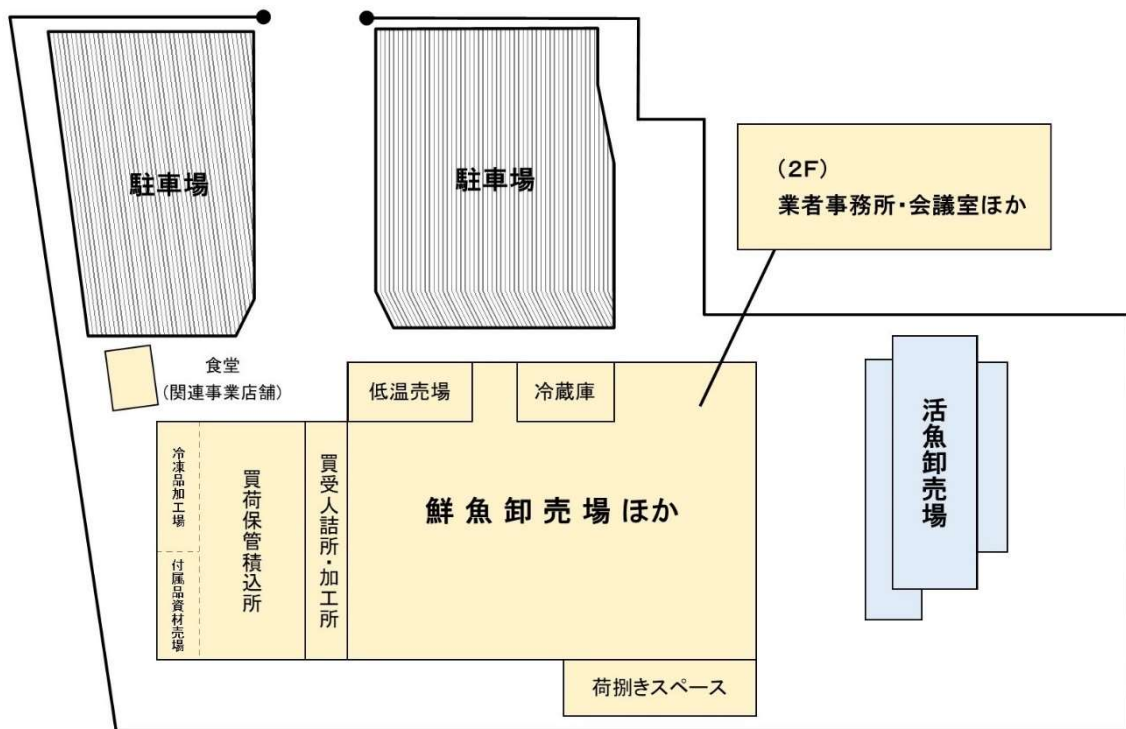 駐車場
駐車場
(2F)
業者事務所・会議室ほか
食堂
(関連事業店舗)
低温売場
冷蔵庫
活魚卸売場
冷凍品加工場
付属品資材売場
買荷保管積込所
買受人詰所・加工所
鮮魚卸売場ほか
荷捌きスペース